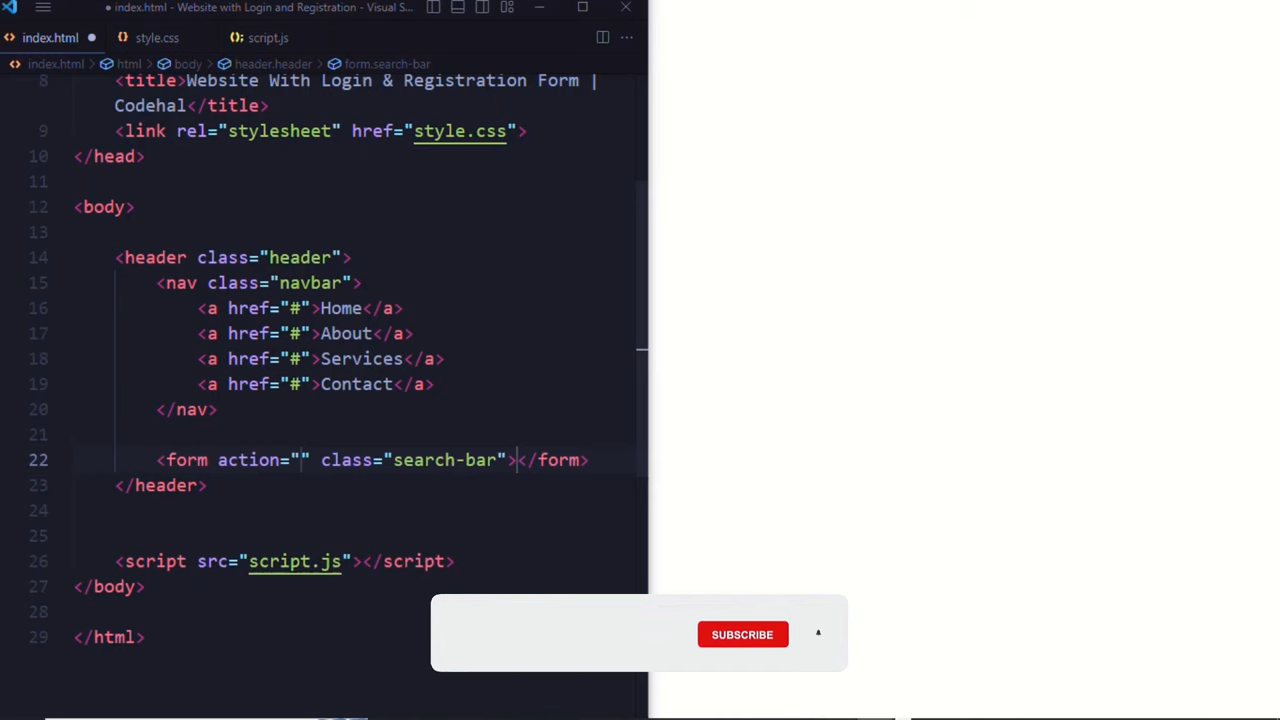 index.html - Website with Login and Registration - Visual S...
index.html
style.css
script.js
index.html
html
body
header.header
form.search-bar
8 <title>Website With Login & Registration Form |
Codehal</title>
9 <link rel="stylesheet" href="style.css">
10 </head>
11
12 <body>
13
14 <header class="header">
15 <nav class="navbar">
16 <a href="#">Home</a>
17 <a href="#">About</a>
18 <a href="#">Services</a>
19 <a href="#">Contact</a>
20 </nav>
21
22 <form action="" class="search-bar"></form>
23 </header>
24
25
26 <script src="script.js"></script>
27 </body>
28
29 </html>
SUBSCRIBE